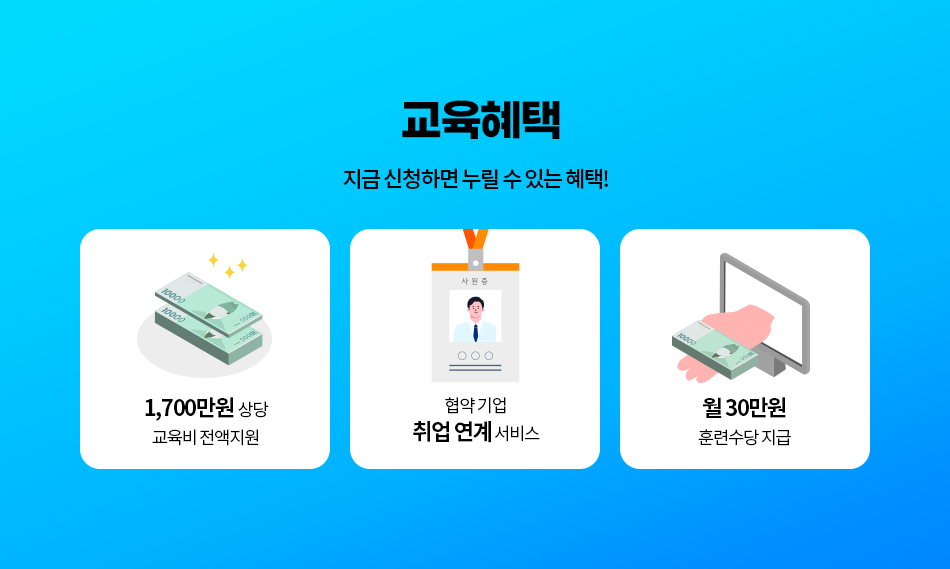 교육혜택
지금 신청하면 누릴 수 있는 혜택!
10000
10000
1,700만원 상당
교육비 전액지원
사원증
협약 기업
취업 연계 서비스
10000
월 30만원
훈련수당 지급